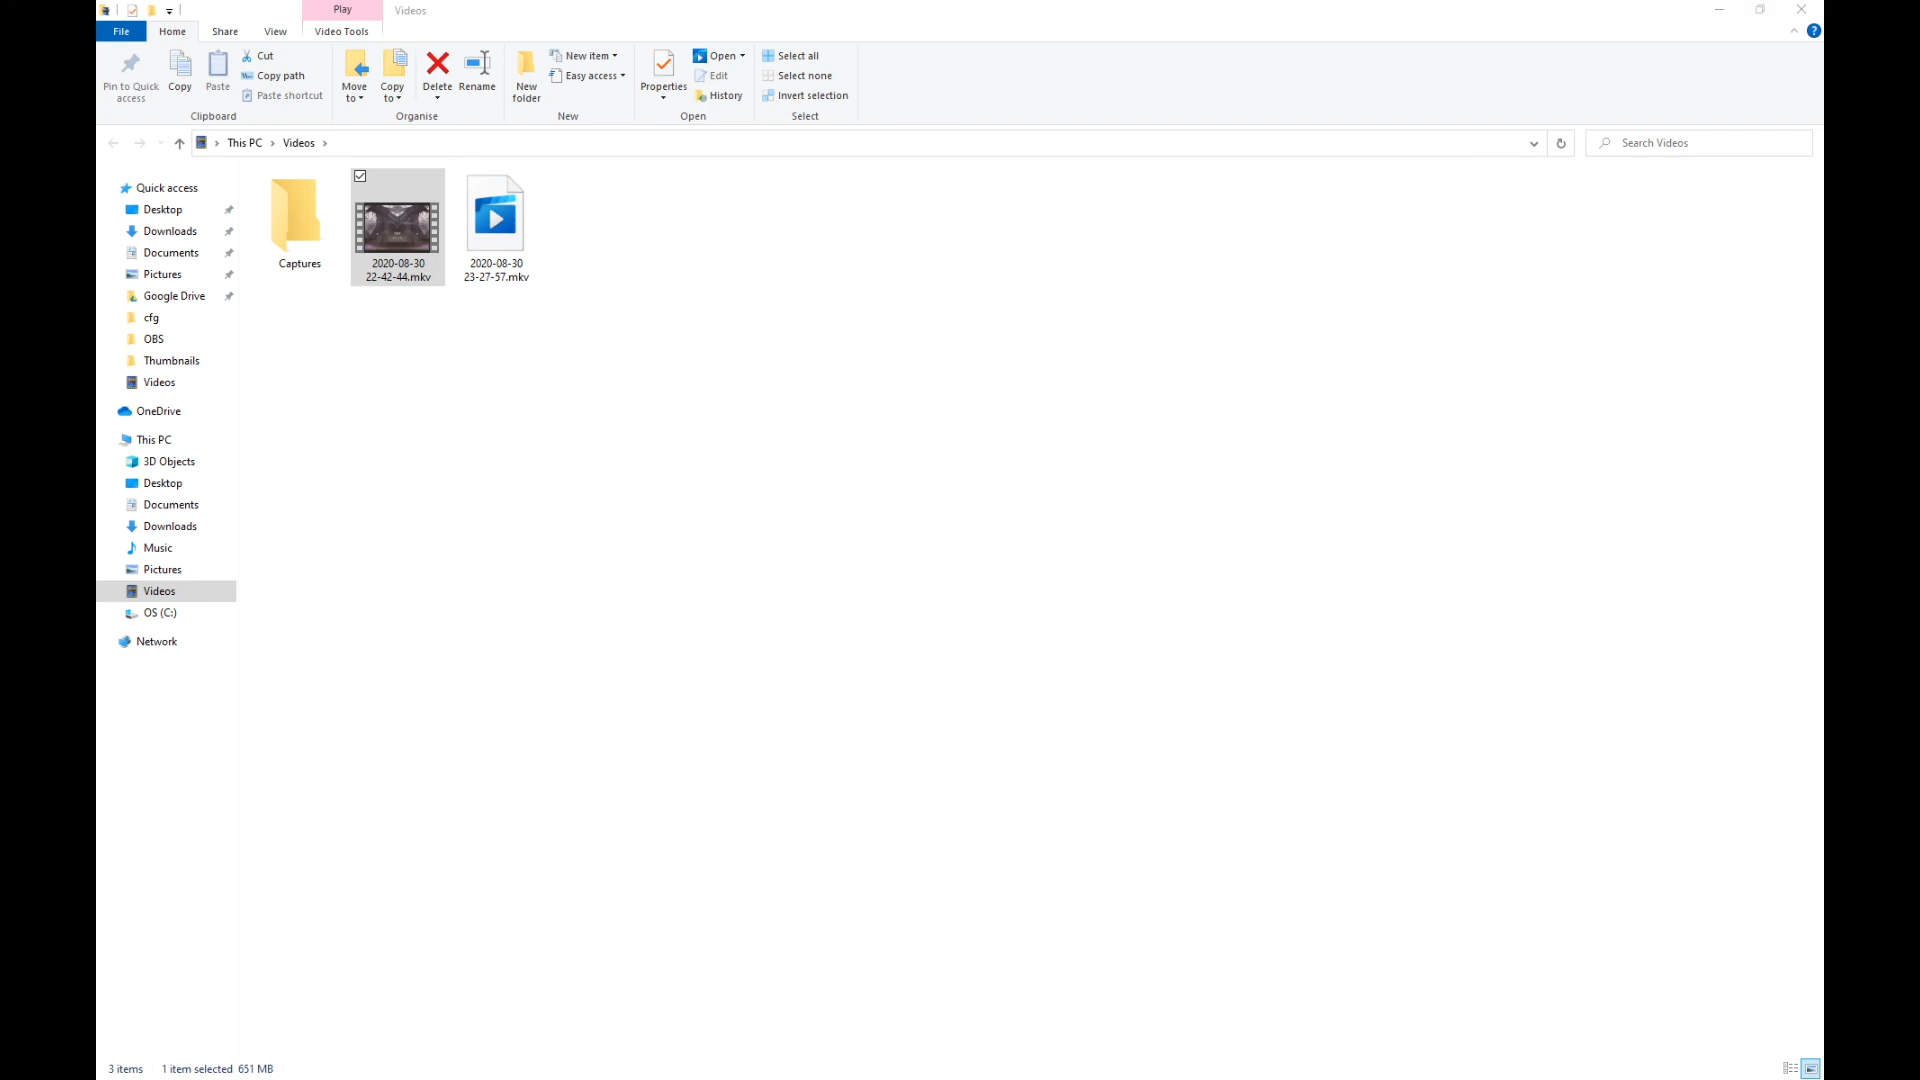 Play
Videos
File
Home
Share
View
Video Tools
Pin to Quick
access
Copy
Paste
Cut
Copy path
Paste shortcut
Clipboard
Move
to
Copy
to
Delete
Rename
Organise
New
folder
New item
Easy access
New
Properties
Open
Edit
History
Open
Select all
Select none
Invert selection
Select
This PC
Videos
Search Videos
Quick access
Desktop
Downloads
Documents
Pictures
Google Drive
cfg
OBS
Thumbnails
Videos
OneDrive
This PC
3D Objects
Desktop
Documents
Downloads
Music
Pictures
Videos
OS (C:)
Network
Captures
2020-08-30
22-42-44.mkv
2020-08-30
23-27-57.mkv
3 items
1 item selected 651 MB